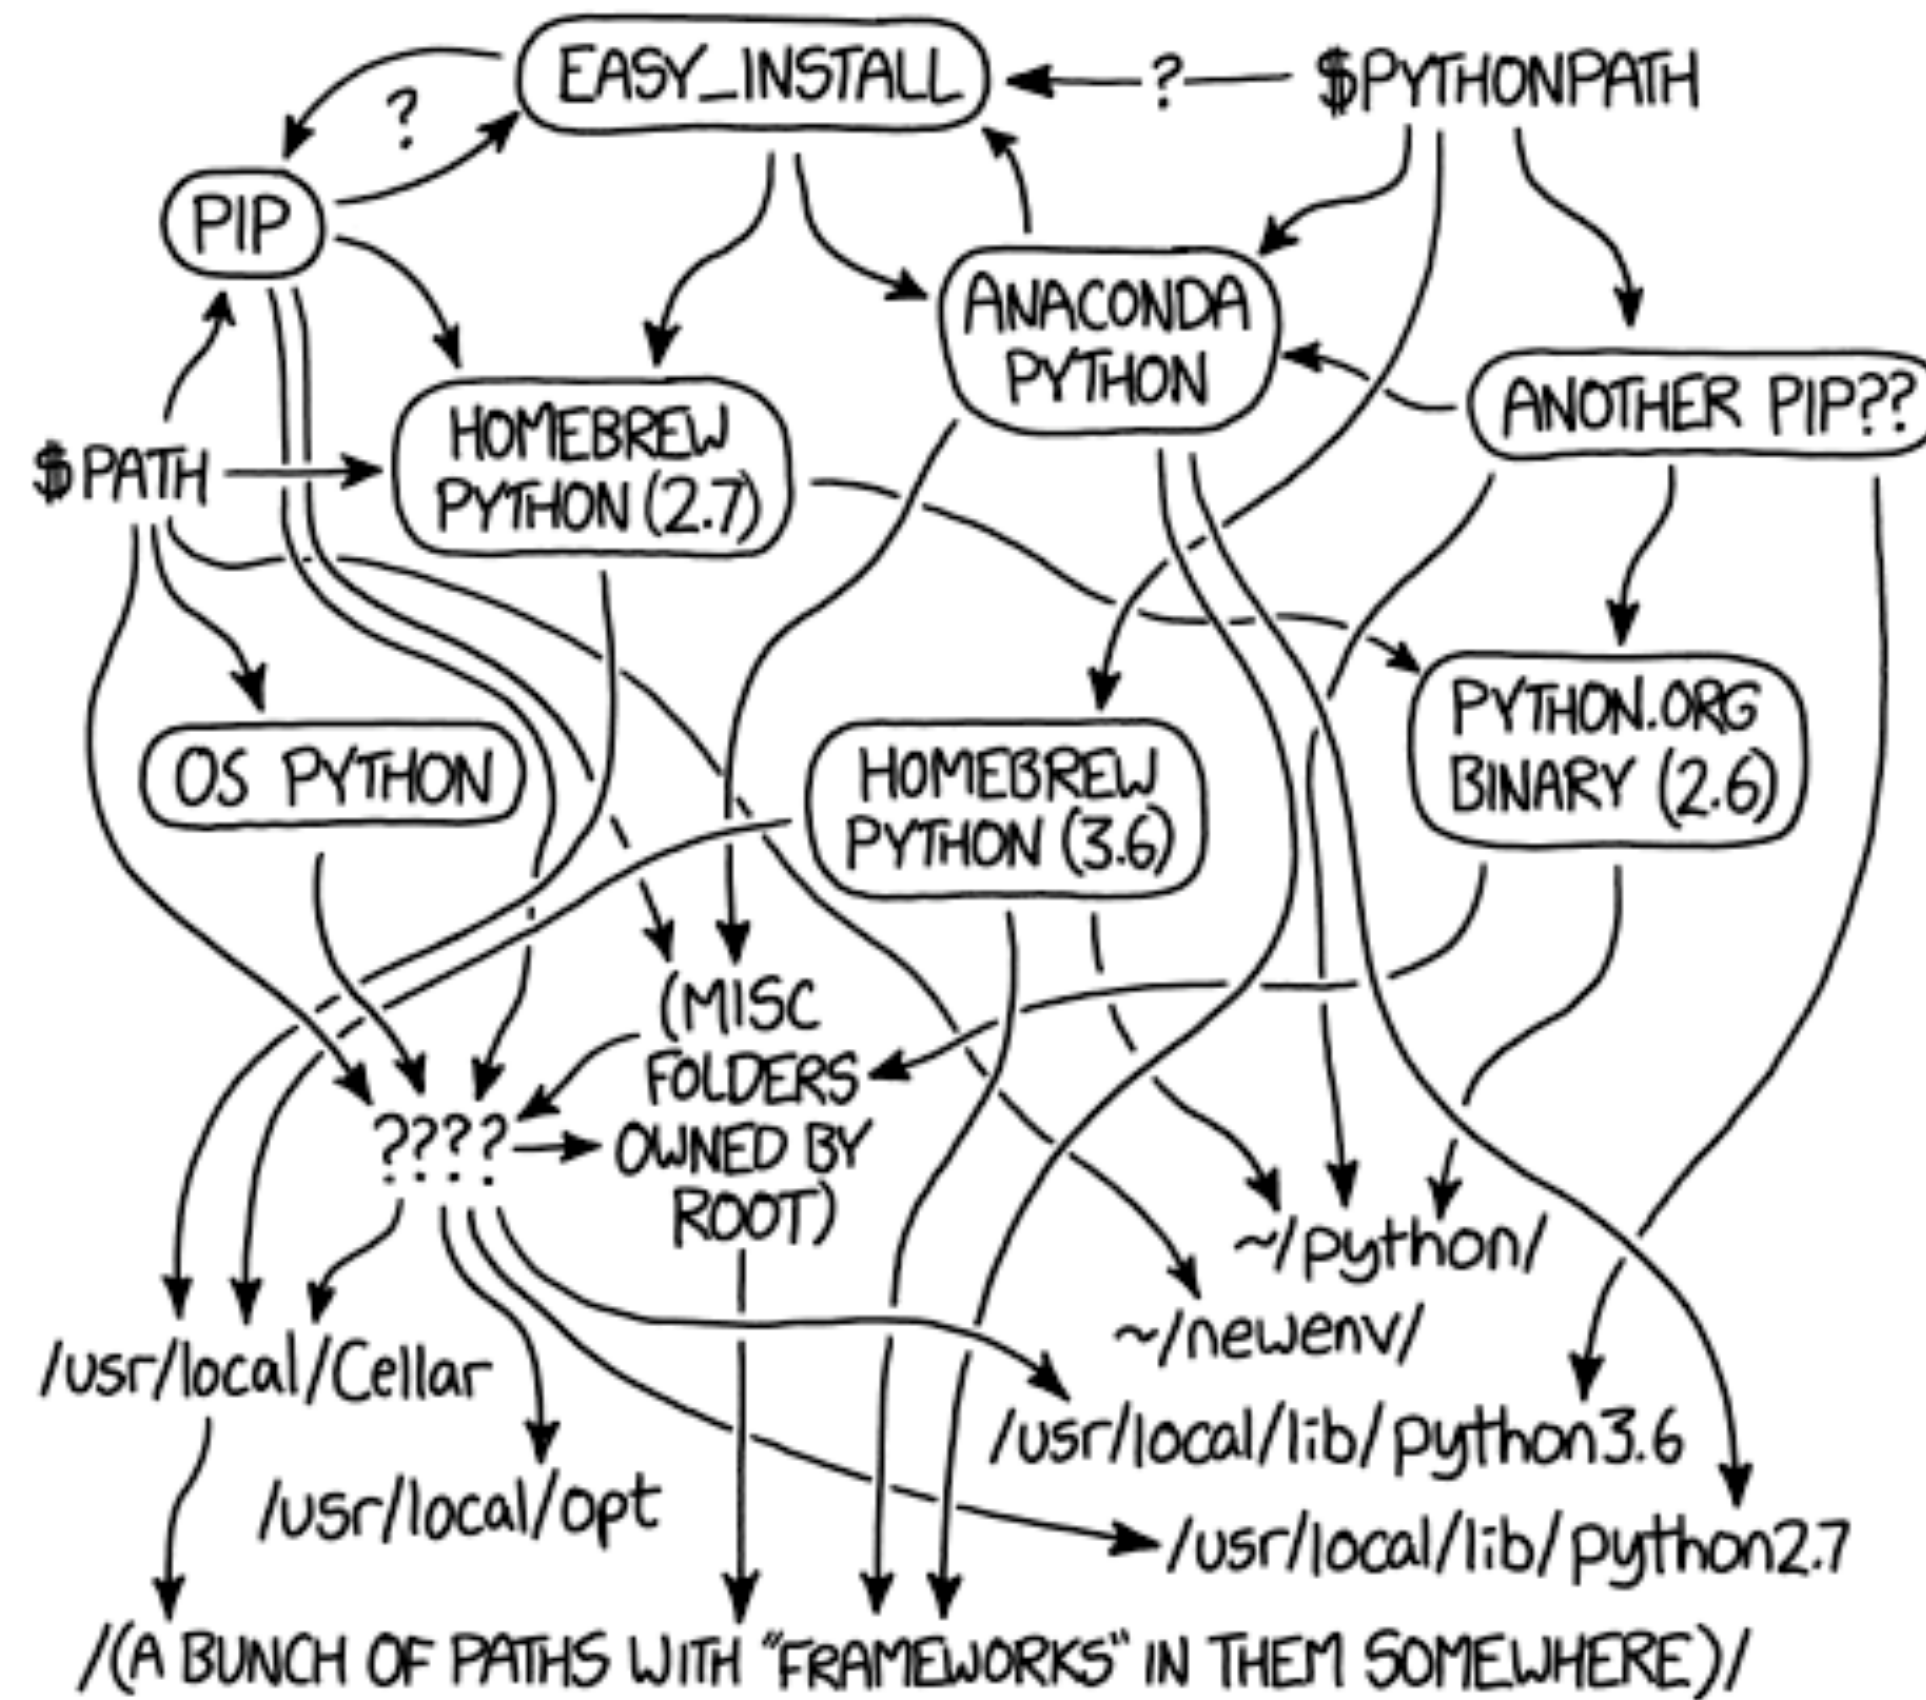 EASY_INSTALL
?
$PYTHONPATH
?
PIP
ANACONDA
PYTHON
ANOTHER PIP??
HOMEBREW
PYTHON (2.7)
$PATH
PYTHON.ORG
BINARY (2.6)
OS PYTHON
HOMEBREW
PYTHON (3.6)
(MISC
FOLDERS
OWNED BY
ROOT)
????
~/python/
~/newenv/
/usr/local/Cellar
/usr/local/lib/python3.6
/usr/local/opt
/usr/local/lib/python2.7
/(A BUNCH OF PATHS WITH "FRAMEWORKS" IN THEM SOMEWHERE)/